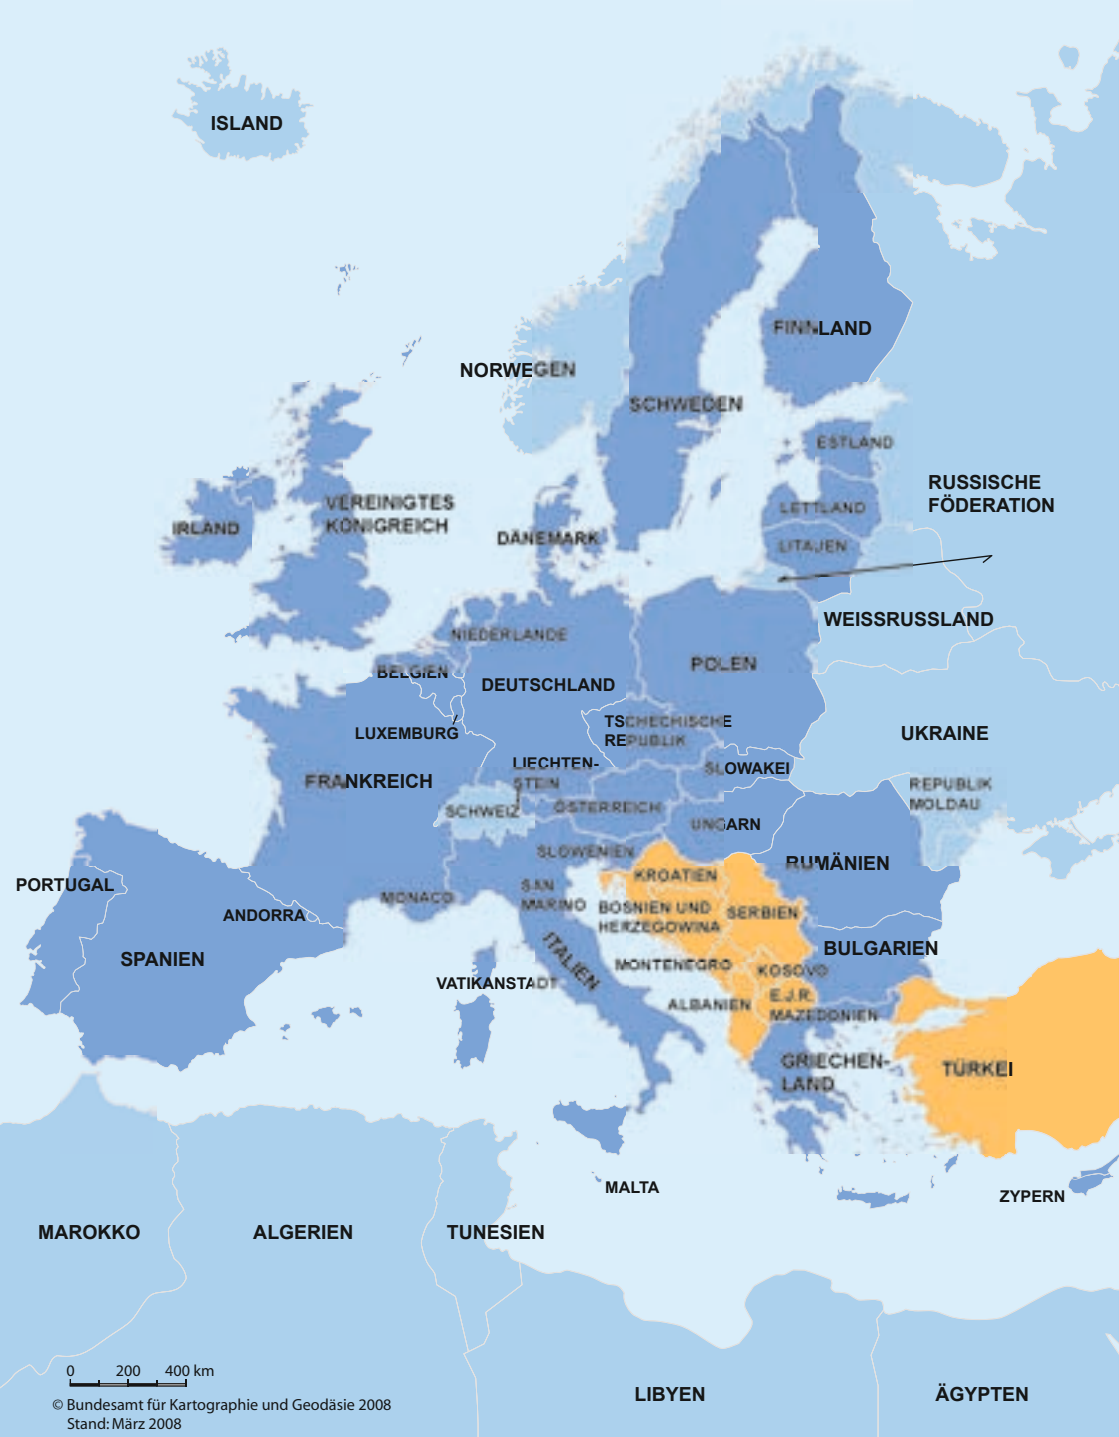 ISLAND
FINNLAND
NORWEGEN
SCHWEDEN
ESTLAND
RUSSISCHE
FÖDERATION
LETTLAND
VEREINIGTES
KÖNIGREICH
IRLAND
DÄNEMARK
LITAUEN
WEISSRUSSLAND
NIEDERLANDE
POLEN
BELGIEN
DEUTSCHLAND
TSCHECHISCHE
REPUBLIK
LUXEMBURG
UKRAINE
LIECHTEN-
STEIN
SLOWAKEI
FRANKREICH
REPUBLIK
MOLDAU
SCHWEIZ
ÖSTERREICH
UNGARN
SLOWENIEN
RUMÄNIEN
KROATIEN
PORTUGAL
MONACO
SAN
MARINO
ANDORRA
BOSNIEN UND
HERZEGOWINA
SERBIEN
SPANIEN
ITALIEN
BULGARIEN
MONTENEGRO
KOSOVO
VATIKANSTADT
ALBANIEN
E.J.R.
MAZEDONIEN
GRIECHEN-
LAND
TÜRKEI
MALTA
ZYPERN
MAROKKO
ALGERIEN
TUNESIEN
LIBYEN
ÄGYPTEN
0 200 400 km
© Bundesamt für Kartographie und Geodäsie 2008
Stand: März 2008